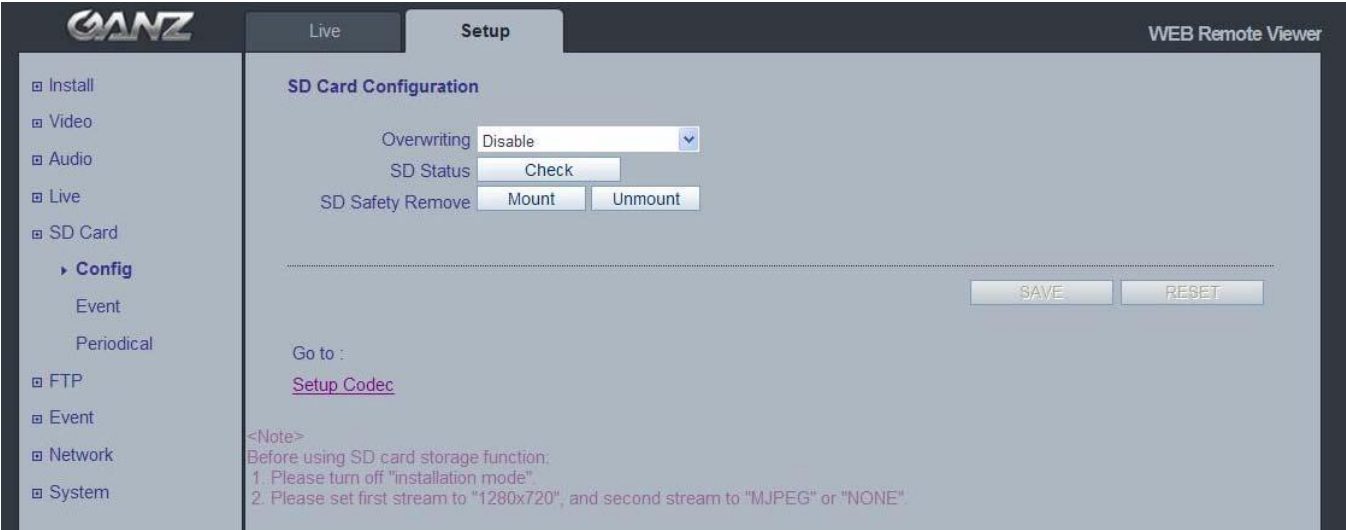 GANZ
Live
Setup
WEB Remote Viewer
Install
Video
Audio
Live
SD Card
Config
Event
Periodical
FTP
Event
Network
System
SD Card Configuration
Overwriting Disable
SD Status Check
SD Safety Remove Mount Unmount
SAVE RESET
Go to :
Setup Codec
<Note>
Before using SD card storage function:
1. Please turn off "installation mode".
2. Please set first stream to "1280x720", and second stream to "MJPEG" or "NONE".